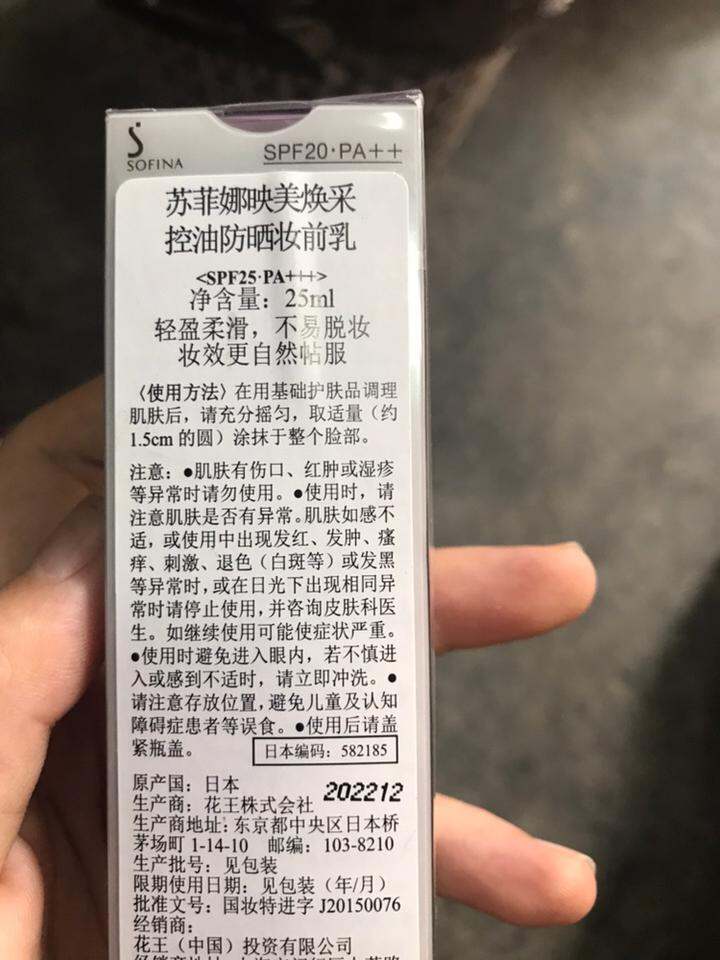 SOFINA
SPF20·PA++
苏菲娜映美焕采
控油防晒妆前乳
<SPF25·PA+++>
净含量：25ml
轻盈柔滑，不易脱妆
妆效更自然帖服
〈使用方法〉在用基础护肤品调理
肌肤后，请充分摇匀，取适量（约
1.5cm 的圆）涂抹于整个脸部。
注意：●肌肤有伤口、红肿或湿疹
等异常时请勿使用。●使用时，请
注意肌肤是否有异常。肌肤如感不
适，或使用中出现发红、发肿、瘙
痒、刺激、退色（白斑等）或发黑
等异常时，或在日光下出现相同异
常时请停止使用，并咨询皮肤科医
生。如继续使用可能使症状严重。
●使用时避免进入眼内，若不慎进
入或感到不适时，请立即冲洗。●
请注意存放位置，避免儿童及认知
障碍症患者等误食。●使用后请盖
紧瓶盖。
日本编码：582185
原产国：日本
202212
生产商：花王株式会社
生产商地址：东京都中央区日本桥
茅场町 1-14-10 邮编：103-8210
生产批号：见包装
限期使用日期：见包装（年/月）
批准文号：国妆特进字 J20150076
经销商：
花王（中国）投资有限公司